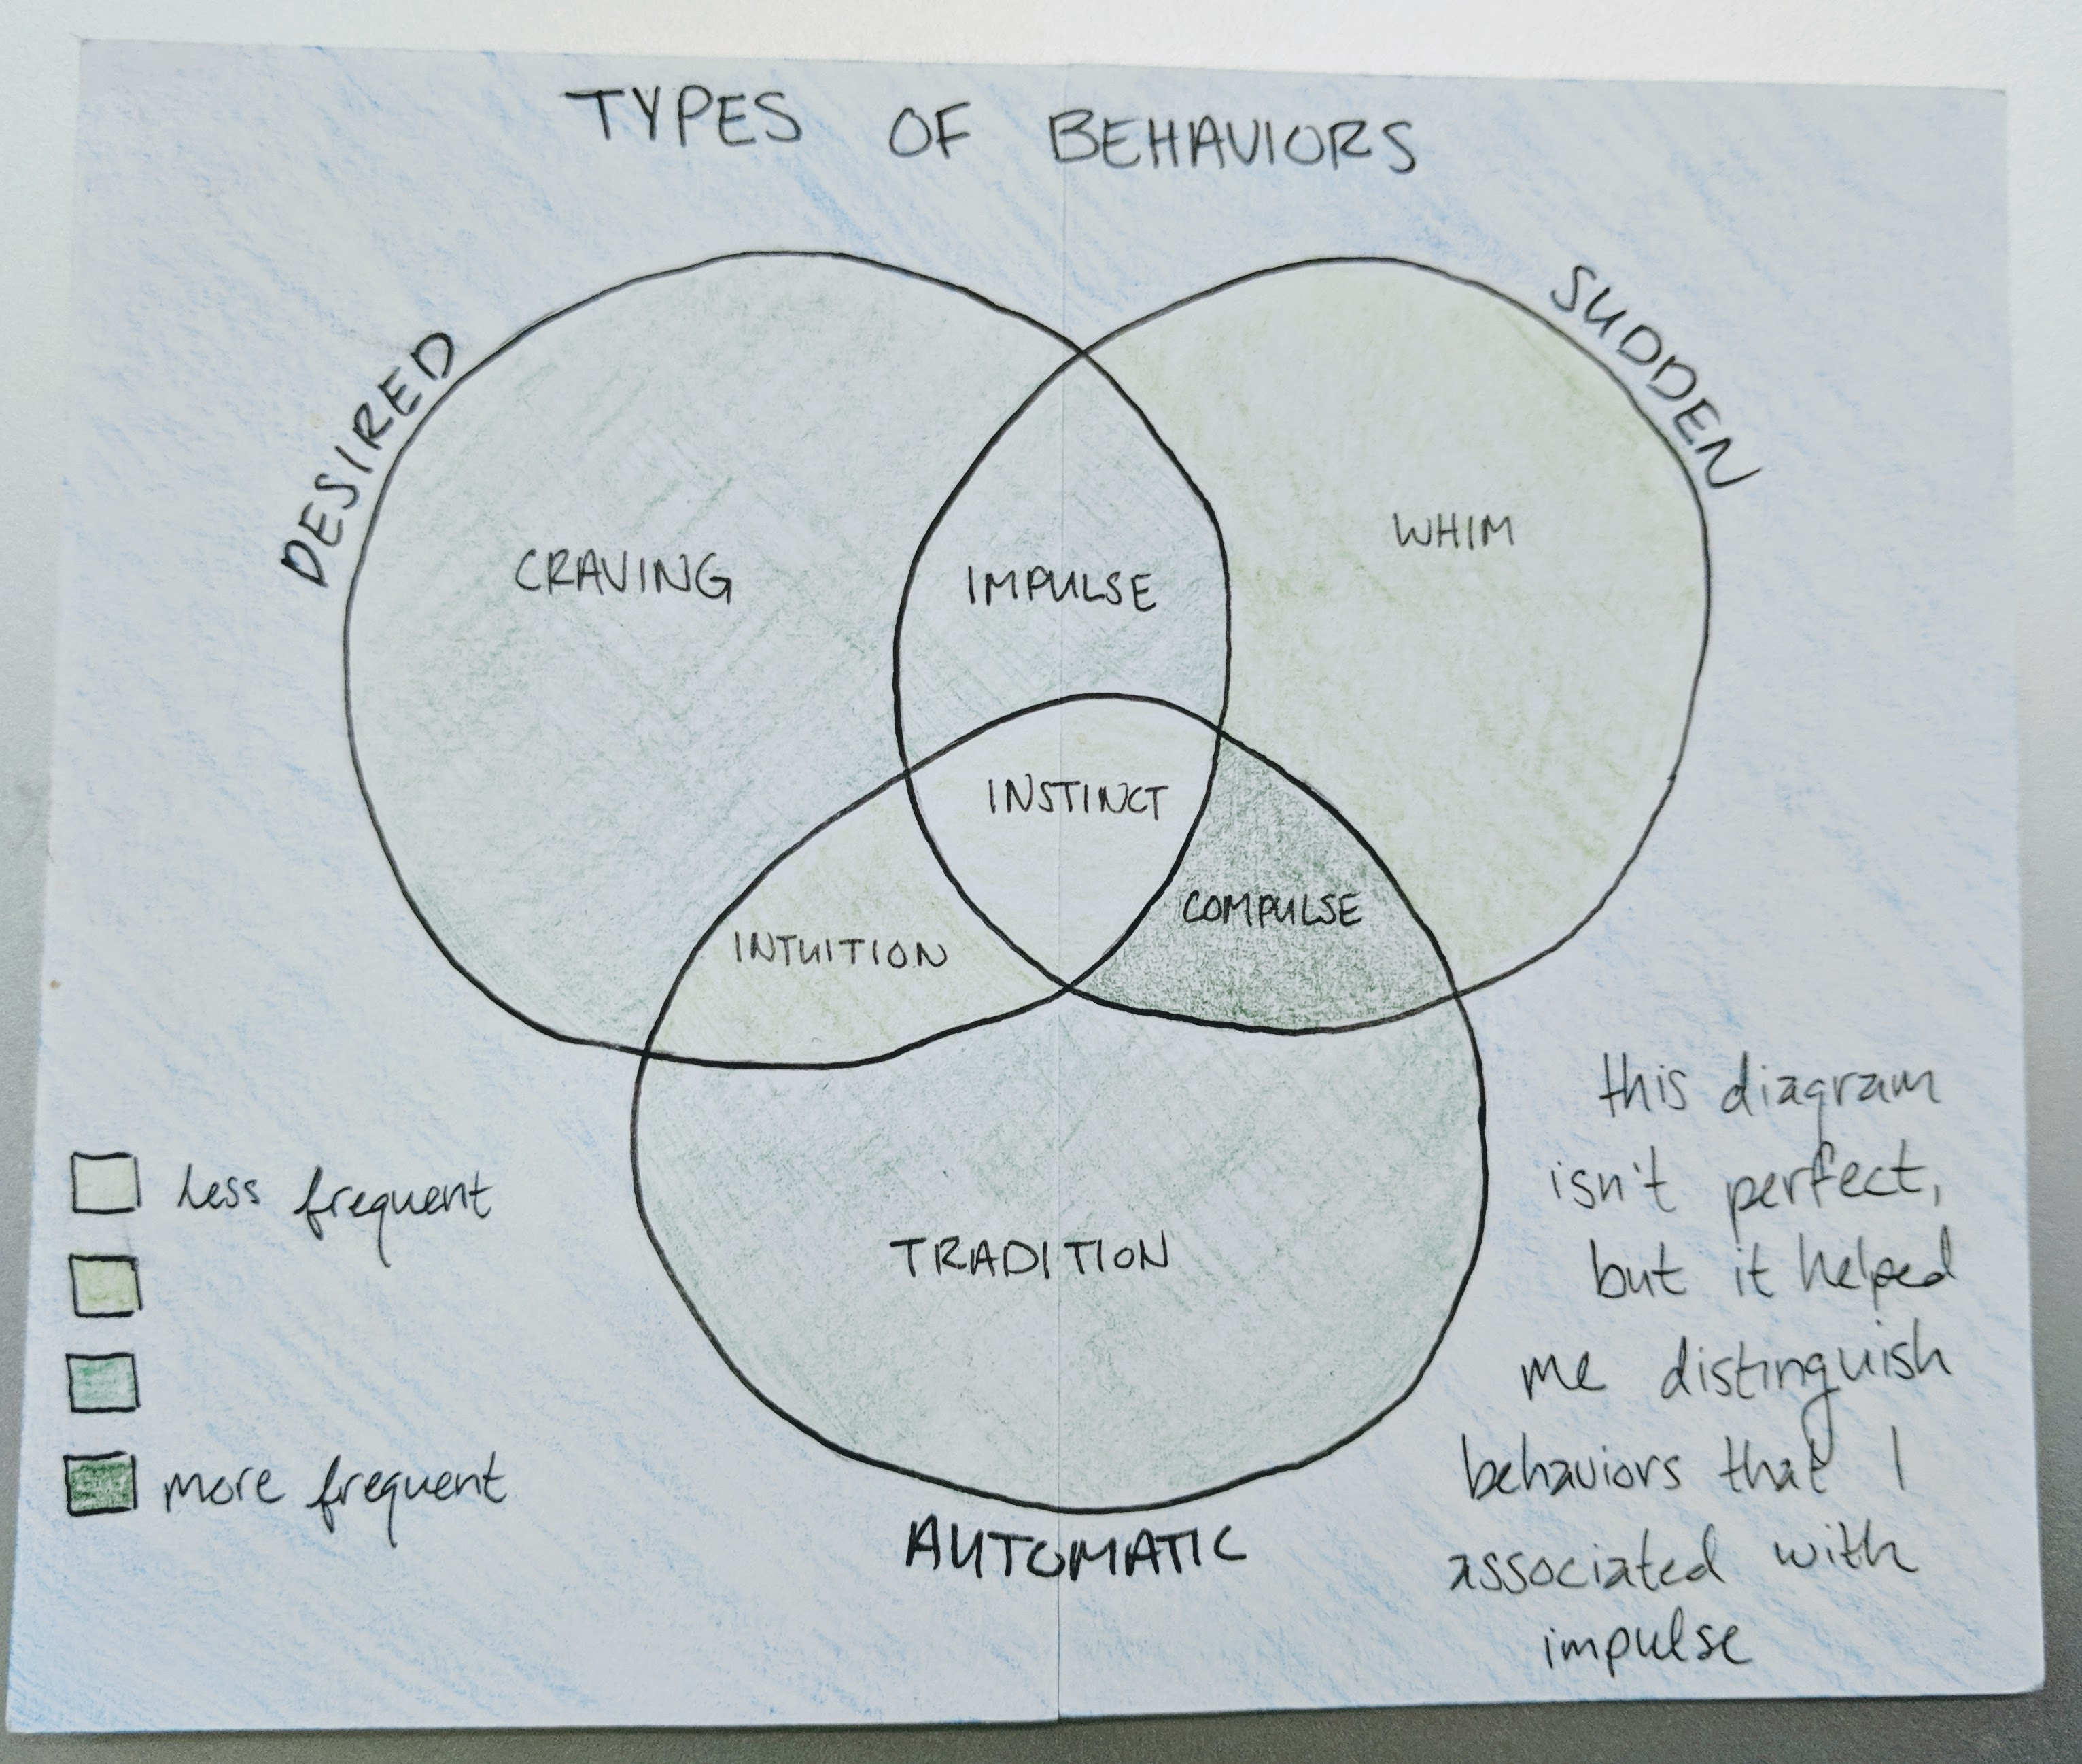 TYPES OF BEHAVIORS
DESIRED
SUDDEN
CRAVING
IMPULSE
WHIM
INSTINCT
INTUITION
COMPULSE
TRADITION
AUTOMATIC
less frequent
more frequent
this diagram
isn't perfect,
but it helped
me distinguish
behaviors that I
associated with
impulse